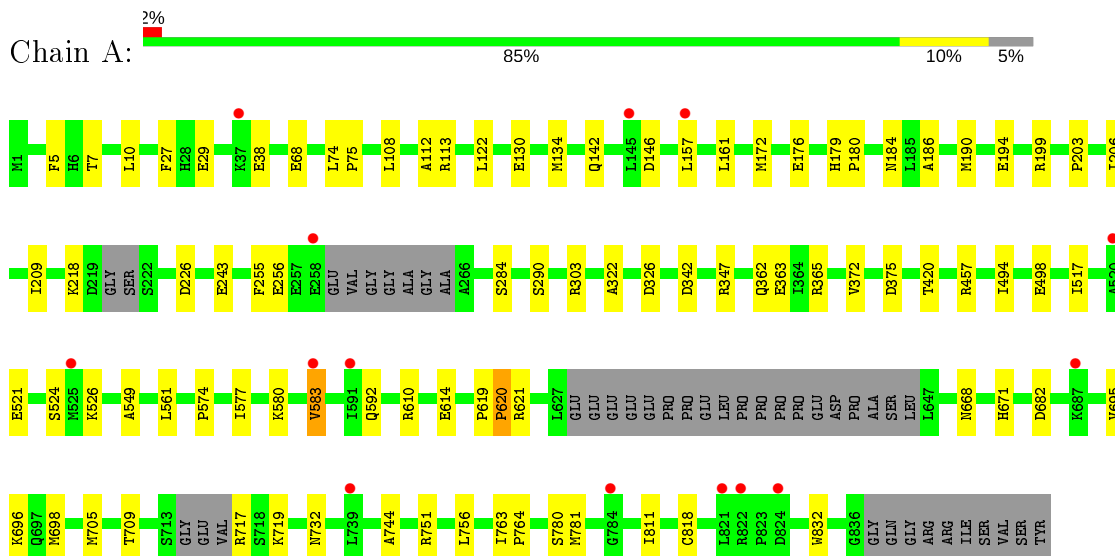 2%
Chain A:
85% 10% 5%
M1 F5 H6 T7 L10 F27 H28 E29 K37 E38 E68 L74 P75 L108 A112 R113 L122 E130 M134 Q142 L145 D146 L157 L161 M172 E176 H179 P180 N184 L185 A186 M190 E194 R199 P203 I206
I209 K218 D219 GLY SER S222 D226 E243 F255 E256 E257 E258 GLU VAL GLY GLY ALA GLY ALA A266 S284 S290 R303 A322 D326 D342 R347 Q362 E363 I364 R365 V372 D375 T420 R457 I494 E498 I517 A520
E521 S524 M525 K526 A549 L561 P574 I577 K580 V583 I591 Q592 R610 E614 P619 P620 R621 L627 GLU GLU GLU GLU GLU PRO PRO GLU LEU PRO PRO PRO PRO GLU ASP PRO ALA SER LEU L647 N668 H671 D682 K687 V695
K696 Q697 M698 M705 T709 S713 GLY GLU VAL R717 S718 K719 N732 L739 A744 R751 L756 I763 P764 S780 M781 G784 I811 C818 L821 R822 P823 D824 W832 G836 GLY GLN GLY ARG ARG ILE SER VAL SER TYR